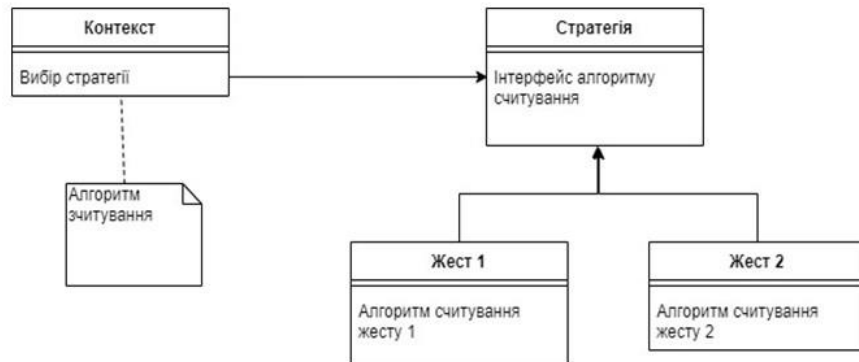 Контекст
Вибір стратегії
Стратегія
Інтерфейс алгоритму
считування
Алгоритм
зчитування
Жест 1
Алгоритм считування
жесту 1
Жест 2
Алгоритм считування
жесту 2